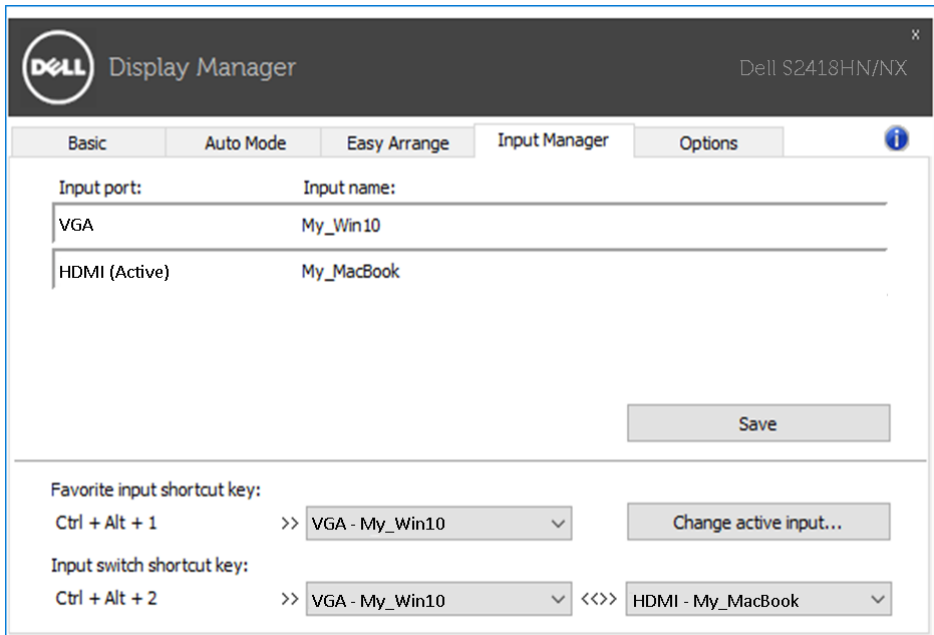 x
DELL Display Manager Dell S2418HN/NX
Basic Auto Mode Easy Arrange Input Manager Options i
Input port: Input name:
VGA My_Win10
HDMI (Active) My_MacBook
Save
Favorite input shortcut key:
Ctrl + Alt + 1 >> VGA - My_Win10 Change active input...
Input switch shortcut key:
Ctrl + Alt + 2 >> VGA - My_Win10 <<>> HDMI - My_MacBook